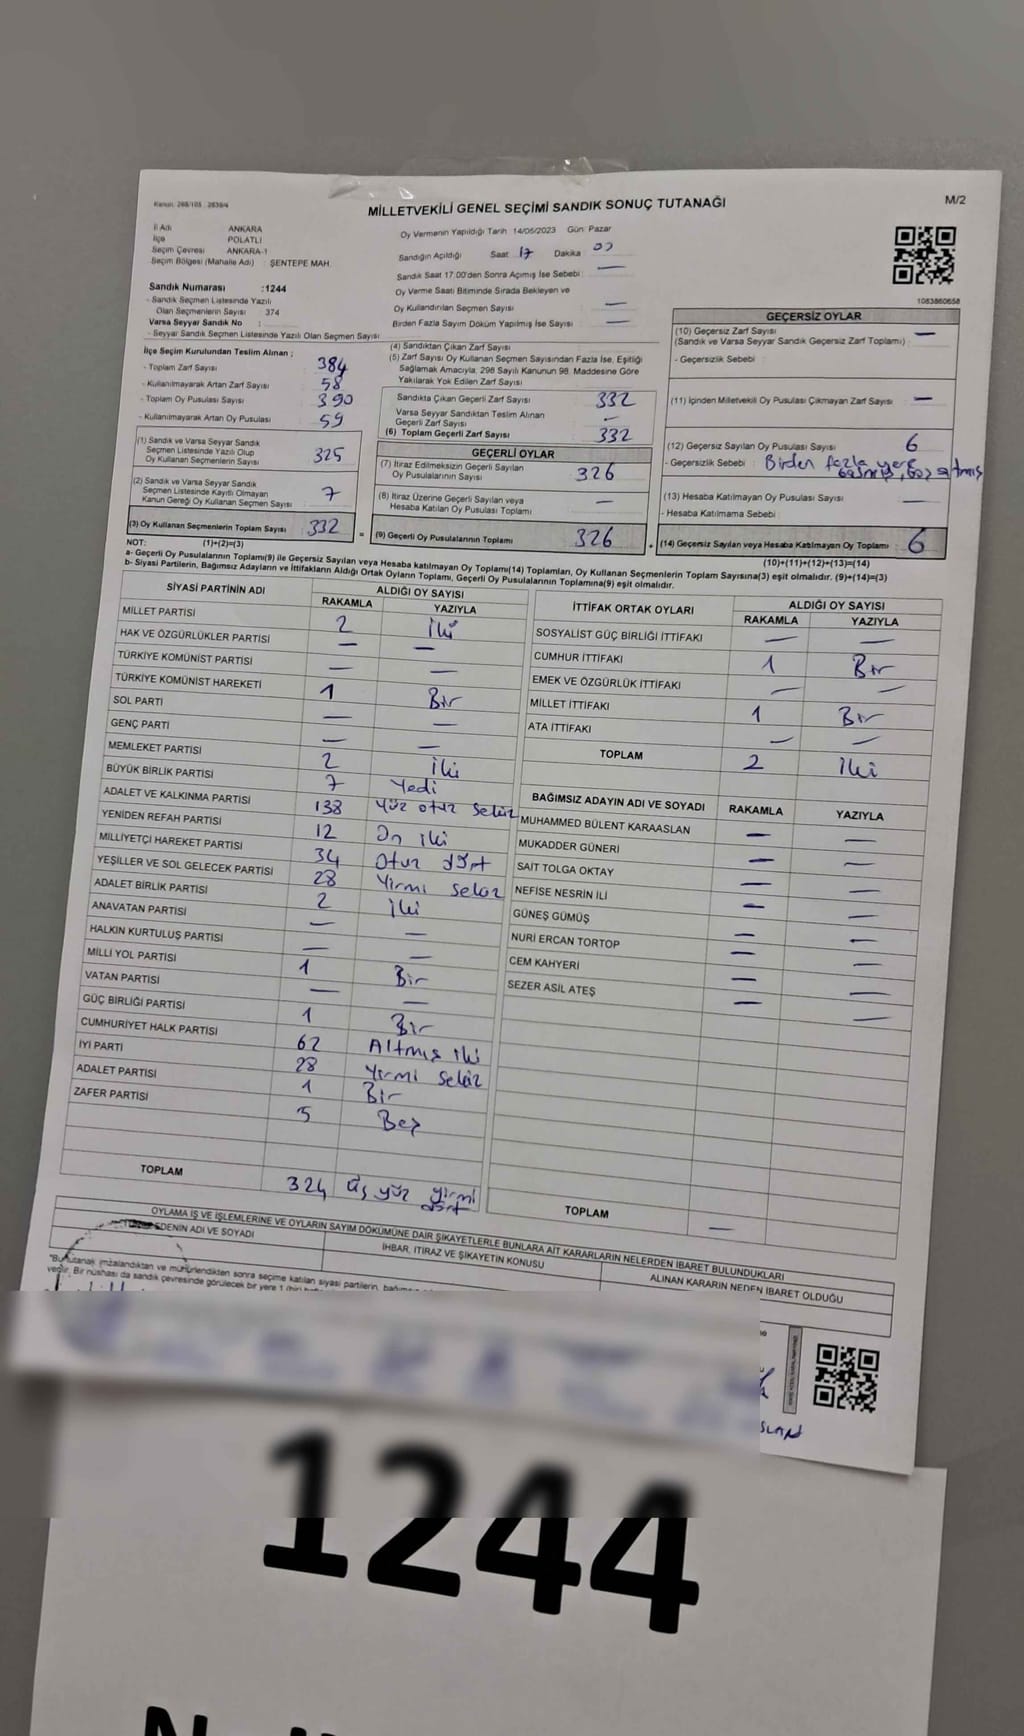 Kanun: 298/105 , 2839/4
M/2
MİLLETVEKİLİ GENEL SEÇİMİ SANDIK SONUÇ TUTANAĞI
İl Adı ANKARA
İlçe POLATLI
Seçim Çevresi ANKARA-1
Seçim Bölgesi (Mahalle Adı) : ŞENTEPE MAH.
Sandık Numarası :1244
- Sandık Seçmen Listesinde Yazılı
Olan Seçmenlerin Sayısı 374
Varsa Seyyar Sandık No :
- Seyyar Sandık Seçmen Listesinde Yazılı Olan Seçmen Sayısı
Oy Vermenin Yapıldığı Tarih 14/05/2023 Gün: Pazar
Sandığın Açıldığı Saat 17 Dakika
Sandık Saat 17:00'den Sonra Açımış İse Sebebi : —
Oy Verme Saati Bitiminde Sırada Bekleyen ve
Oy Kullandırılan Seçmen Sayısı —
Birden Fazla Sayım Döküm Yapılmış İse Sayısı —
1083860658
İlçe Seçim Kurulundan Teslim Alınan ;
- Toplam Zarf Sayısı 384
- Kullanılmayarak Artan Zarf Sayısı 58
- Toplam Oy Pusulası Sayısı 390
- Kullanılmayarak Artan Oy Pusulası 59
(1) Sandık ve Varsa Seyyar Sandık
Seçmen Listesinde Yazılı Olup
Oy Kullanan Seçmenlerin Sayısı 325
(2) Sandık ve Varsa Seyyar Sandık
Seçmen Listesinde Kayıtlı Olmayan
Kanun Gereği Oy Kullanan Seçmen Sayısı 7
(3) Oy Kullanan Seçmenlerin Toplam Sayısı 332 =
(4) Sandıktan Çıkan Zarf Sayısı
(5) Zarf Sayısı Oy Kullanan Seçmen Sayısından Fazla İse, Eşitliği
Sağlamak Amacıyla, 298 Sayılı Kanunun 98. Maddesine Göre
Yakılarak Yok Edilen Zarf Sayısı
Sandıkta Çıkan Geçerli Zarf Sayısı 332
Varsa Seyyar Sandıktan Teslim Alınan
Geçerli Zarf Sayısı —
(6) Toplam Geçerli Zarf Sayısı 332
GEÇERLİ OYLAR
(7) İtiraz Edilmeksizin Geçerli Sayılan
Oy Pusulalarının Sayısı 326
(8) İtiraz Üzerine Geçerli Sayılan veya
Hesaba Katılan Oy Pusulası Toplamı —
(9) Geçerli Oy Pusulalarının Toplamı 326 +
GEÇERSİZ OYLAR
(10) Geçersiz Zarf Sayısı —
(Sandık ve Varsa Seyyar Sandık Geçersiz Zarf Toplamı) :
- Geçersizlik Sebebi :
(11) İçinden Milletvekili Oy Pusulası Çıkmayan Zarf Sayısı —
(12) Geçersiz Sayılan Oy Pusulası Sayısı 6
- Geçersizlik Sebebi : Birden fazla yere
(13) Hesaba Katılmayan Oy Pusulası Sayısı —
- Hesaba Katılmama Sebebi :
(14) Geçersiz Sayılan veya Hesaba Katılmayan Oy Toplamı 6
NOT: (1)+(2)=(3) (10)+(11)+(12)+(13)=(14)
a- Geçerli Oy Pusulalarının Toplamı(9) ile Geçersiz Sayılan veya Hesaba katılmayan Oy Toplamı(14) Toplamları, Oy Kullanan Seçmenlerin Toplam Sayısına(3) eşit olmalıdır. (9)+(14)=(3)
b- Siyasi Partilerin, Bağımsız Adayların ve İttifakların Aldığı Ortak Oyların Toplamı, Geçerli Oy Pusulalarının Toplamına(9) eşit olmalıdır.
SİYASİ PARTİNİN ADI ALDIĞI OY SAYISI
RAKAMLA YAZIYLA
MİLLET PARTİSİ 2 İki
HAK VE ÖZGÜRLÜKLER PARTİSİ — —
TÜRKİYE KOMÜNİST PARTİSİ — —
TÜRKİYE KOMÜNİST HAREKETİ 1 Bir
SOL PARTİ — —
GENÇ PARTİ — —
MEMLEKET PARTİSİ 2 İki
BÜYÜK BİRLİK PARTİSİ 7 Yedi
ADALET VE KALKINMA PARTİSİ 138 Yüz otuz sekiz
YENİDEN REFAH PARTİSİ 12 On iki
MİLLİYETÇİ HAREKET PARTİSİ 34 Otuz dört
YEŞİLLER VE SOL GELECEK PARTİSİ 28 Yirmi sekiz
ADALET BİRLİK PARTİSİ 2 İki
ANAVATAN PARTİSİ — —
HALKIN KURTULUŞ PARTİSİ — —
MİLLİ YOL PARTİSİ 1 Bir
VATAN PARTİSİ — —
GÜÇ BİRLİĞİ PARTİSİ 1 Bir
CUMHURİYET HALK PARTİSİ 62 Altmış iki
İYİ PARTİ 28 Yirmi sekiz
ADALET PARTİSİ 1 Bir
ZAFER PARTİSİ 5 Beş
TOPLAM 324 üç yüz yirmi
dört
İTTİFAK ORTAK OYLARI ALDIĞI OY SAYISI
RAKAMLA YAZIYLA
SOSYALİST GÜÇ BİRLİĞİ İTTİFAKI — —
CUMHUR İTTİFAKI 1 Bir
EMEK VE ÖZGÜRLÜK İTTİFAKI — —
MİLLET İTTİFAKI 1 Bir
ATA İTTİFAKI — —
TOPLAM 2 İki
BAĞIMSIZ ADAYIN ADI VE SOYADI RAKAMLA YAZIYLA
MUHAMMED BÜLENT KARAASLAN — —
MUKADDER GÜNERİ — —
SAİT TOLGA OKTAY — —
NEFİSE NESRİN İLİ — —
GÜNEŞ GÜMÜŞ — —
NURİ ERCAN TORTOP — —
CEM KAHYERİ — —
SEZER ASİL ATEŞ — —
TOPLAM —
OYLAMA İŞ VE İŞLEMLERİNE VE OYLARIN SAYIM DÖKÜMÜNE DAİR ŞİKAYETLERLE BUNLARA AİT KARARLARIN NELERDEN İBARET BULUNDUKLARI
EDENİN ADI VE SOYADI
İHBAR, İTİRAZ VE ŞİKAYETİN KONUSU
ALINAN KARARIN NEDEN İBARET OLDUĞU
"Bu tutanak imzalandıktan ve mühürlendikten sonra seçime katılan siyasi partilerin,
verilir. Bir nüshası da sandık çevresinde görülecek bir yere 1 (bir)
1244